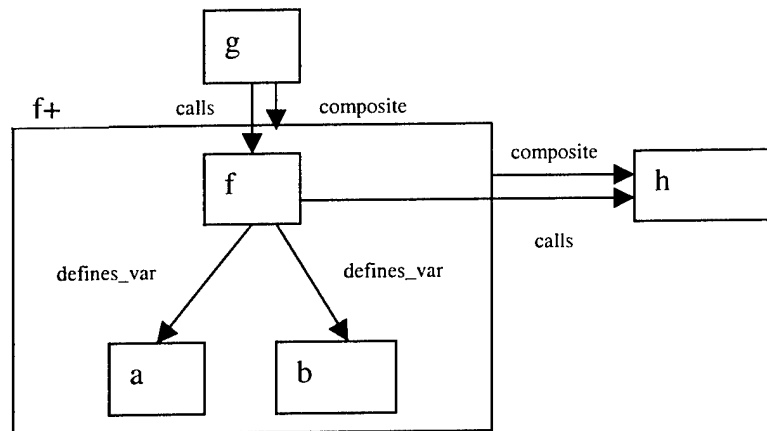 g
f+
calls
composite
f
composite
h
calls
defines_var
defines_var
a
b